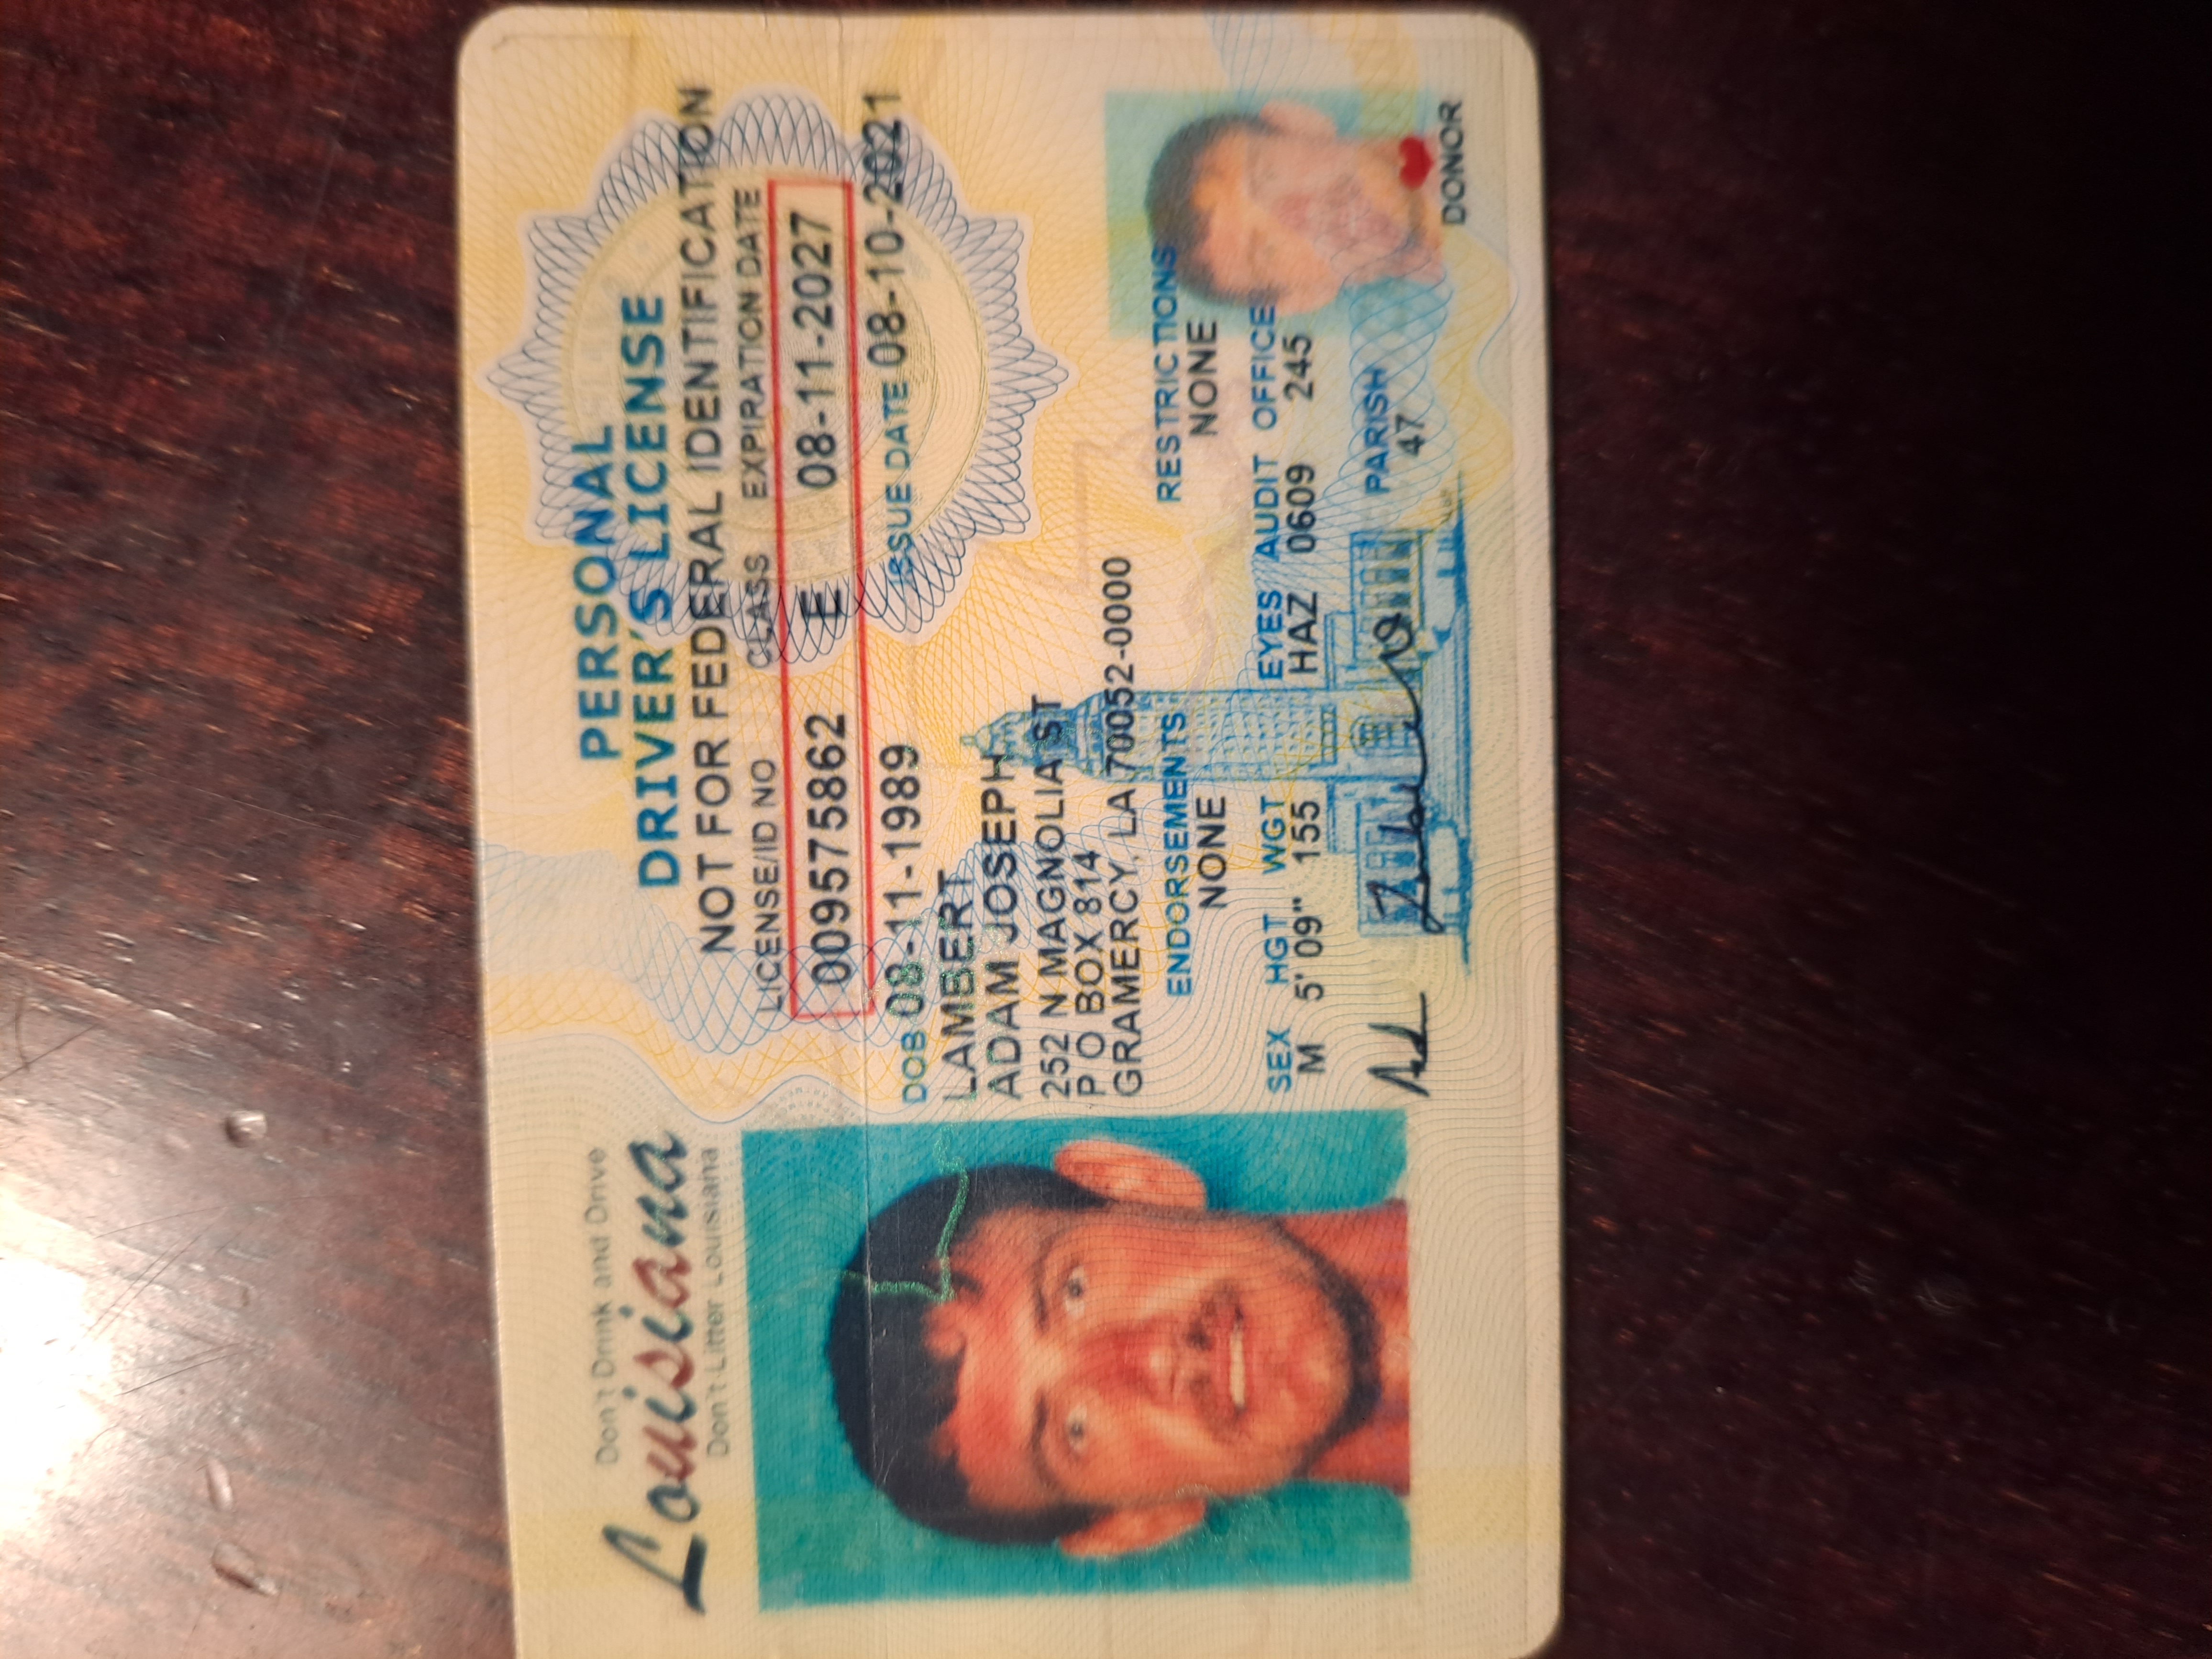 Don't Drink and Drive
Louisiana
Don't Litter Louisiana
PERSONAL
DRIVER'S LICENSE
NOT FOR FEDERAL IDENTIFICATION
LICENSE/ID NO CLASS EXPIRATION DATE
009575862 E 08-11-2027
DOB 08-11-1989 ISSUE DATE 08-10-2021
LAMBERT
ADAM JOSEPH
252 N MAGNOLIA ST
P O BOX 814
GRAMERCY, LA 70052-0000
ENDORSEMENTS RESTRICTIONS
NONE NONE
SEX HGT WGT EYES AUDIT OFFICE
M 5' 09" 155 HAZ 0609 245
PARISH
47
DONOR